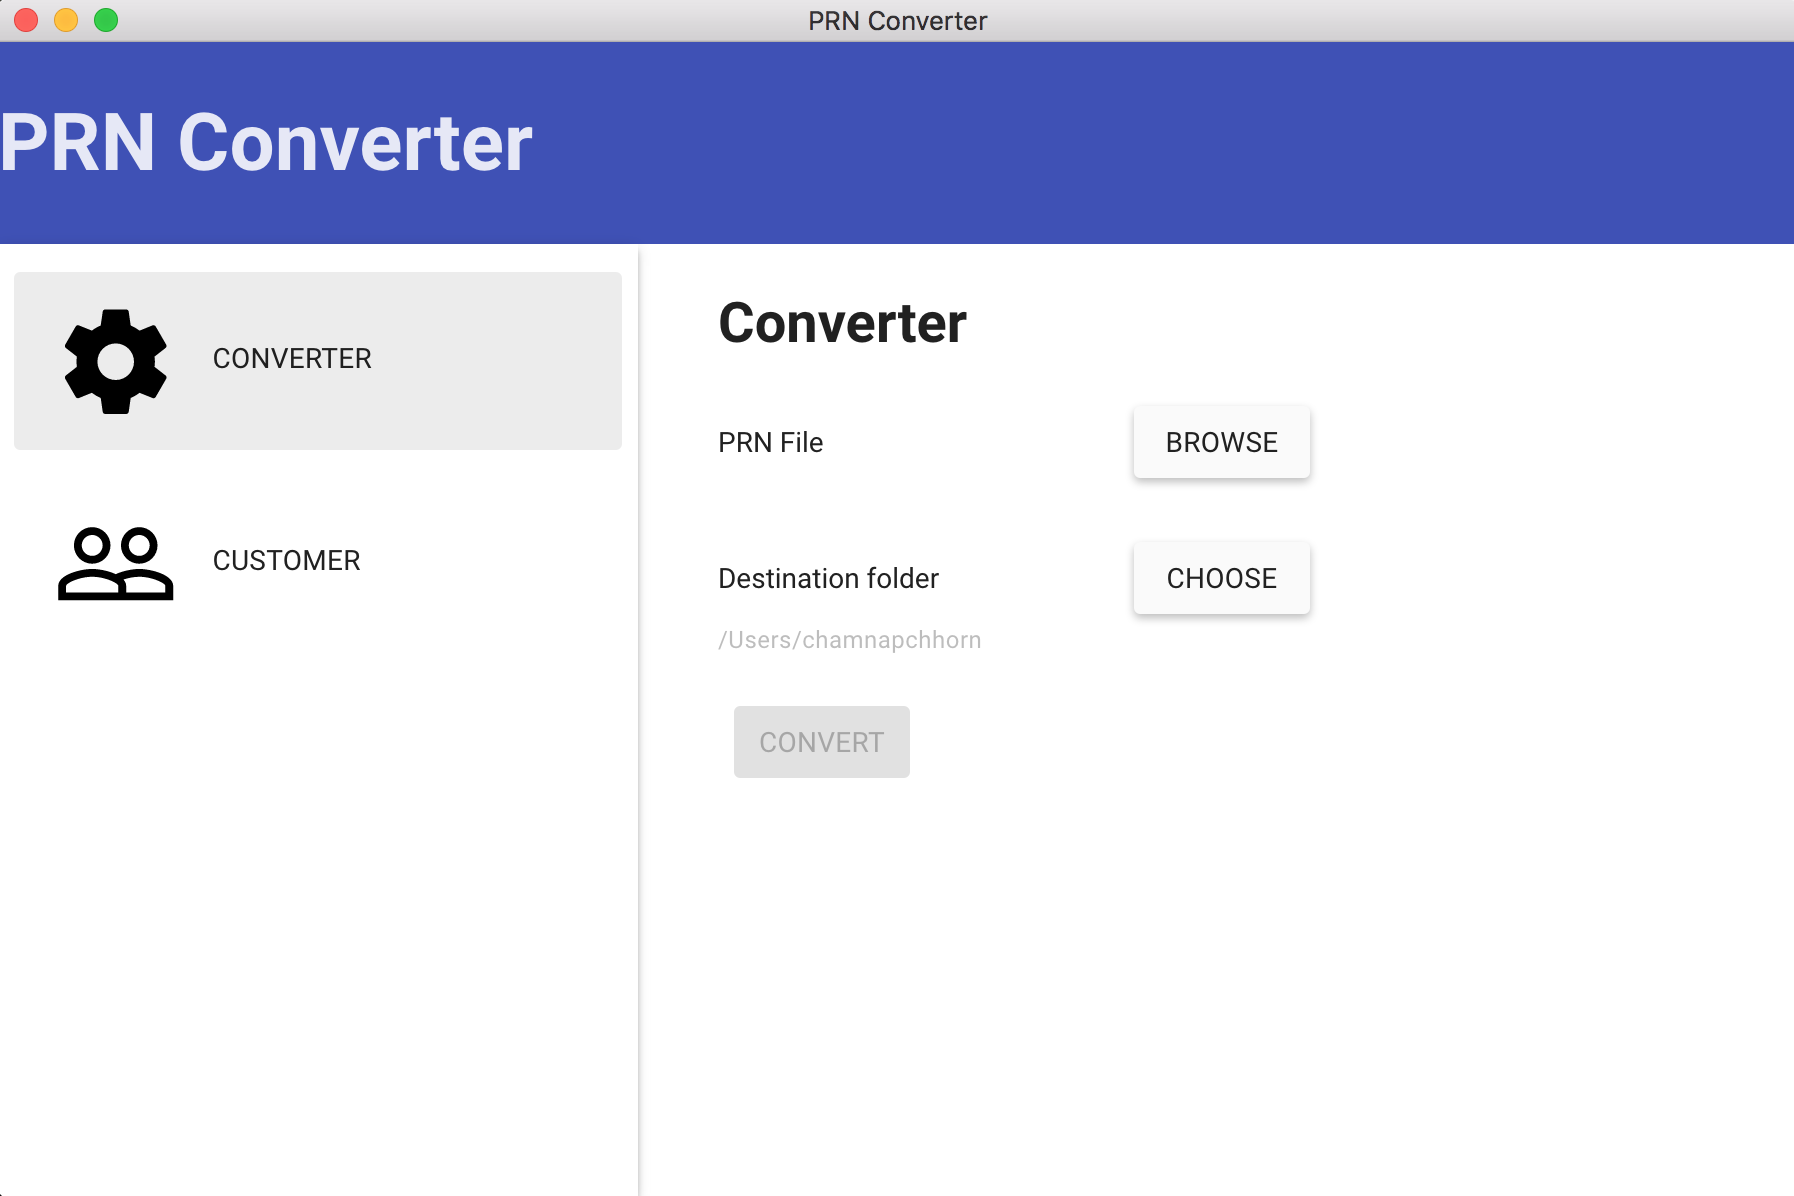 PRN Converter
PRN Converter
CONVERTER
CUSTOMER
Converter
PRN File
BROWSE
Destination folder
CHOOSE
/Users/chamnapchhorn
CONVERT